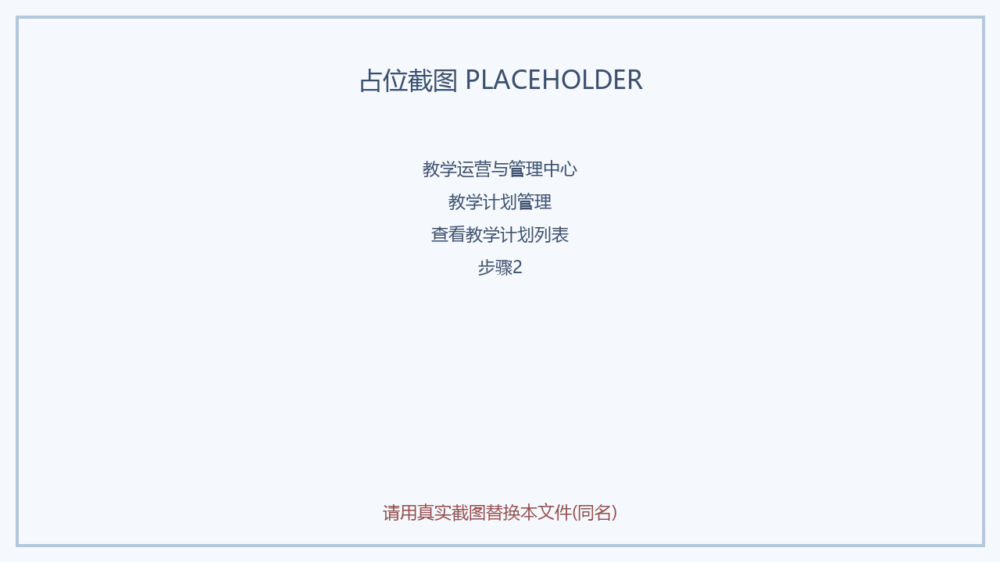 占位截图 PLACEHOLDER
教学运营与管理中心
教学计划管理
查看教学计划列表
步骤2
请用真实截图替换本文件(同名)